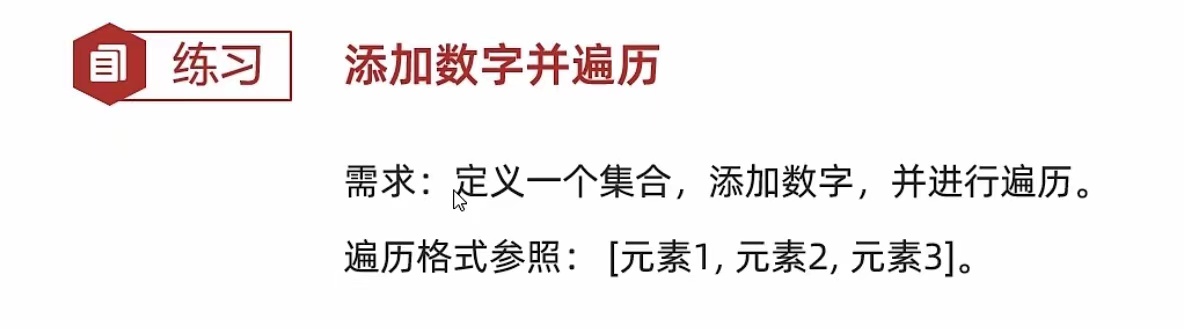 练习
添加数字并遍历
需求：定义一个集合，添加数字，并进行遍历。
遍历格式参照： [元素1, 元素2, 元素3]。